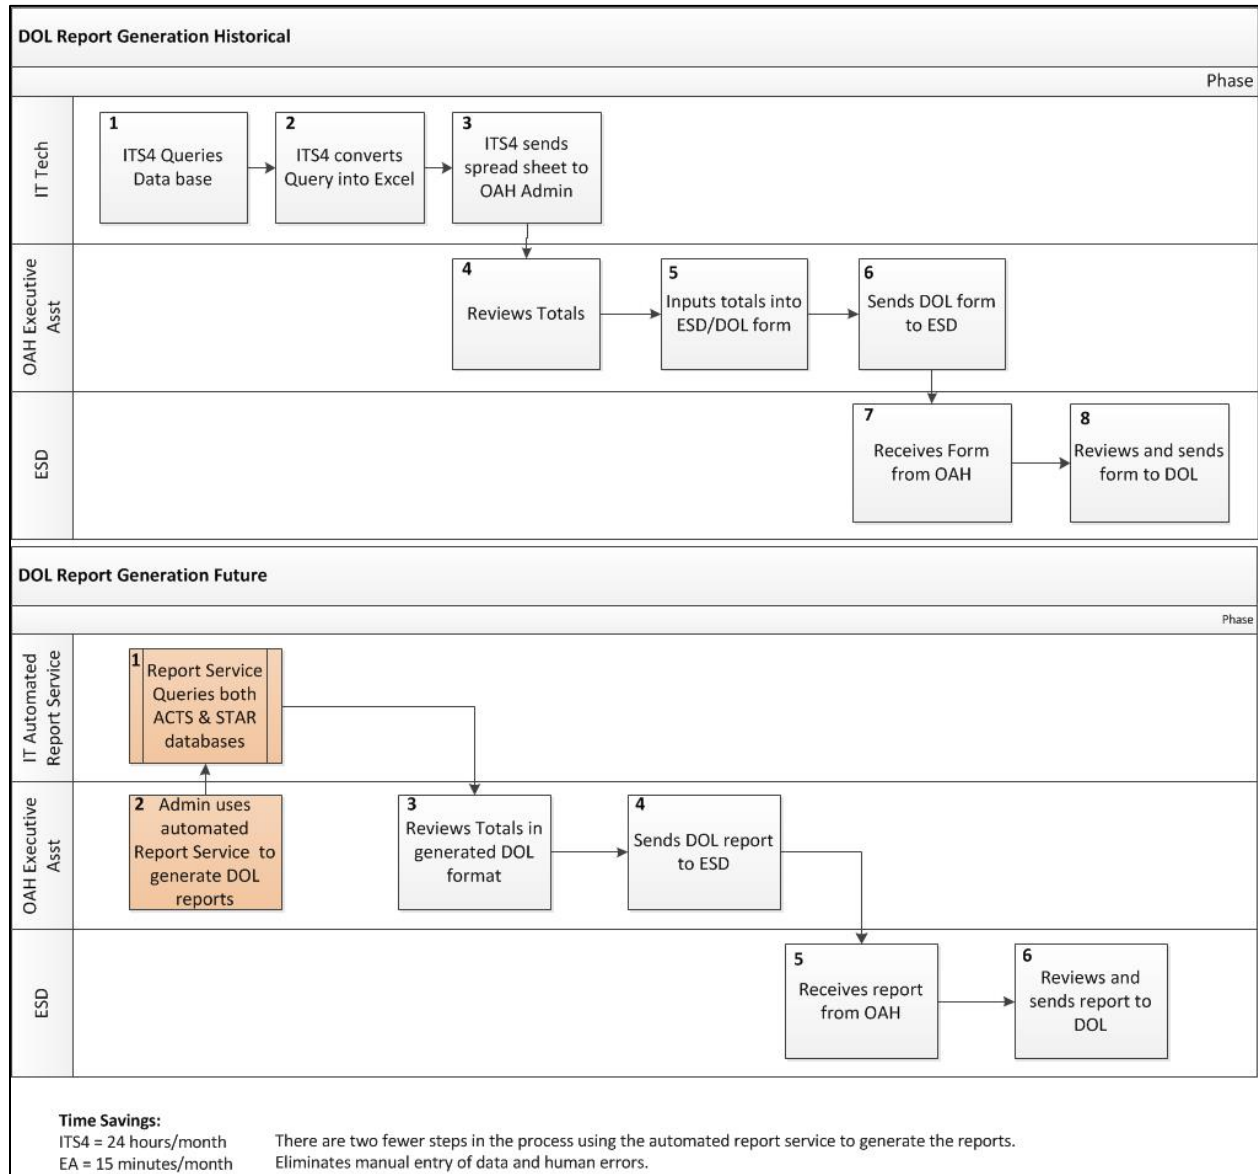 DOL Report Generation Historical
Phase
IT Tech
1
ITS4 Queries
Data base
2
ITS4 converts
Query into Excel
3
ITS4 sends
spread sheet to
OAH Admin
OAH Executive
Asst
4
Reviews Totals
5
Inputs totals into
ESD/DOL form
6
Sends DOL form
to ESD
ESD
7
Receives Form
from OAH
8
Reviews and sends
form to DOL
DOL Report Generation Future
Phase
IT Automated
Report Service
1
Report Service
Queries both
ACTS & STAR
databases
OAH Executive
Asst
2
Admin uses
automated
Report Service to
generate DOL
reports
3
Reviews Totals in
generated DOL
format
4
Sends DOL report
to ESD
ESD
5
Receives report
from OAH
6
Reviews and
sends report to
DOL
Time Savings:
ITS4 = 24 hours/month
EA = 15 minutes/month
There are two fewer steps in the process using the automated report service to generate the reports.
Eliminates manual entry of data and human errors.